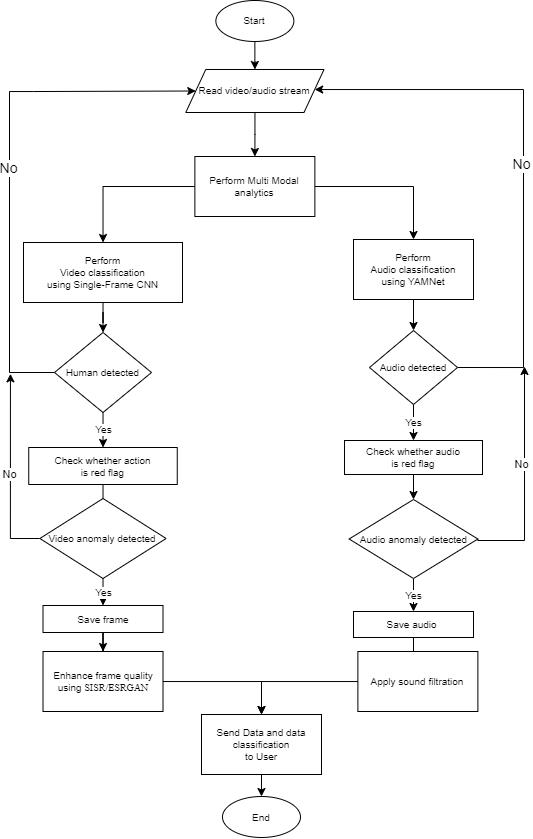 Start
Read video/audio stream
No
No
Perform Multi Modal
analytics
Perform
Video classification
using Single-Frame CNN
Perform
Audio classification
using YAMNet
Human detected
Audio detected
Yes
Yes
Check whether action
is red flag
Check whether audio
is red flag
No
No
Video anomaly detected
Audio anomaly detected
Yes
Yes
Save frame
Save audio
Enhance frame quality
using SISR/ESRGAN
Apply sound filtration
Send Data and data
classification
to User
End